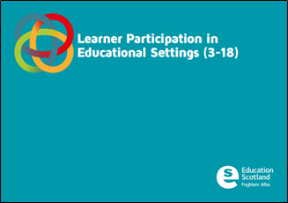 Learner Participation in
Educational Settings (3-18)
Education
Scotland
Foghlam Alba